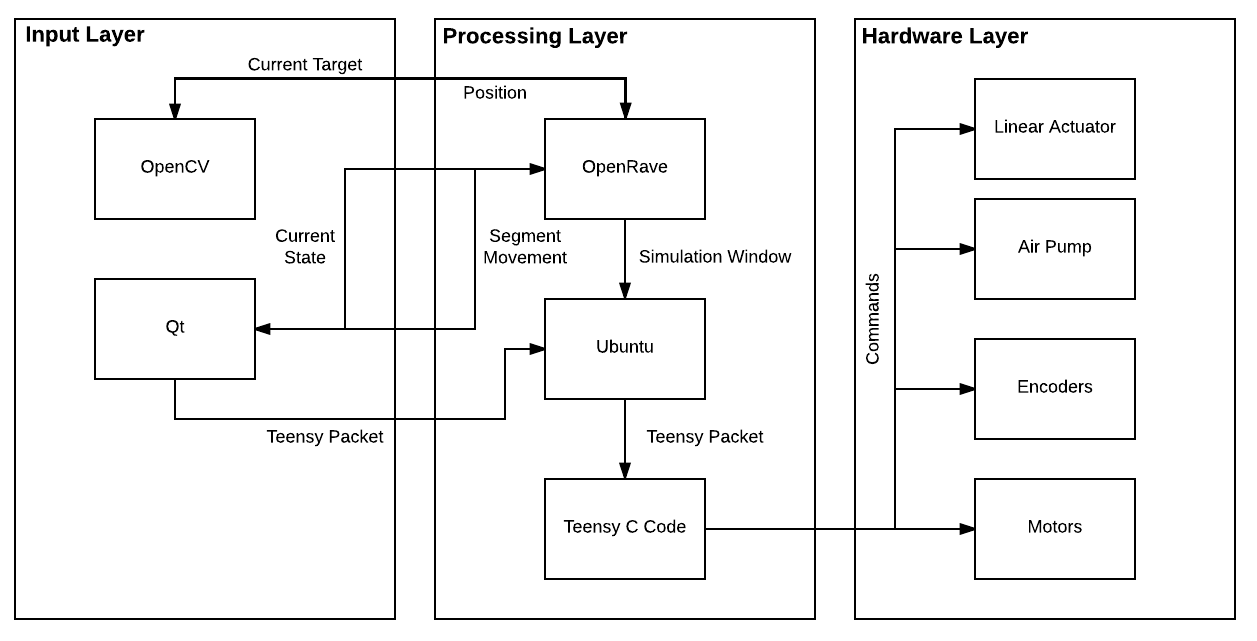 Input Layer
Processing Layer
Hardware Layer
Current Target
Position
OpenCV
OpenRave
Linear Actuator
Current
State
Segment
Movement
Simulation Window
Air Pump
Qt
Ubuntu
Commands
Encoders
Teensy Packet
Teensy Packet
Teensy C Code
Motors